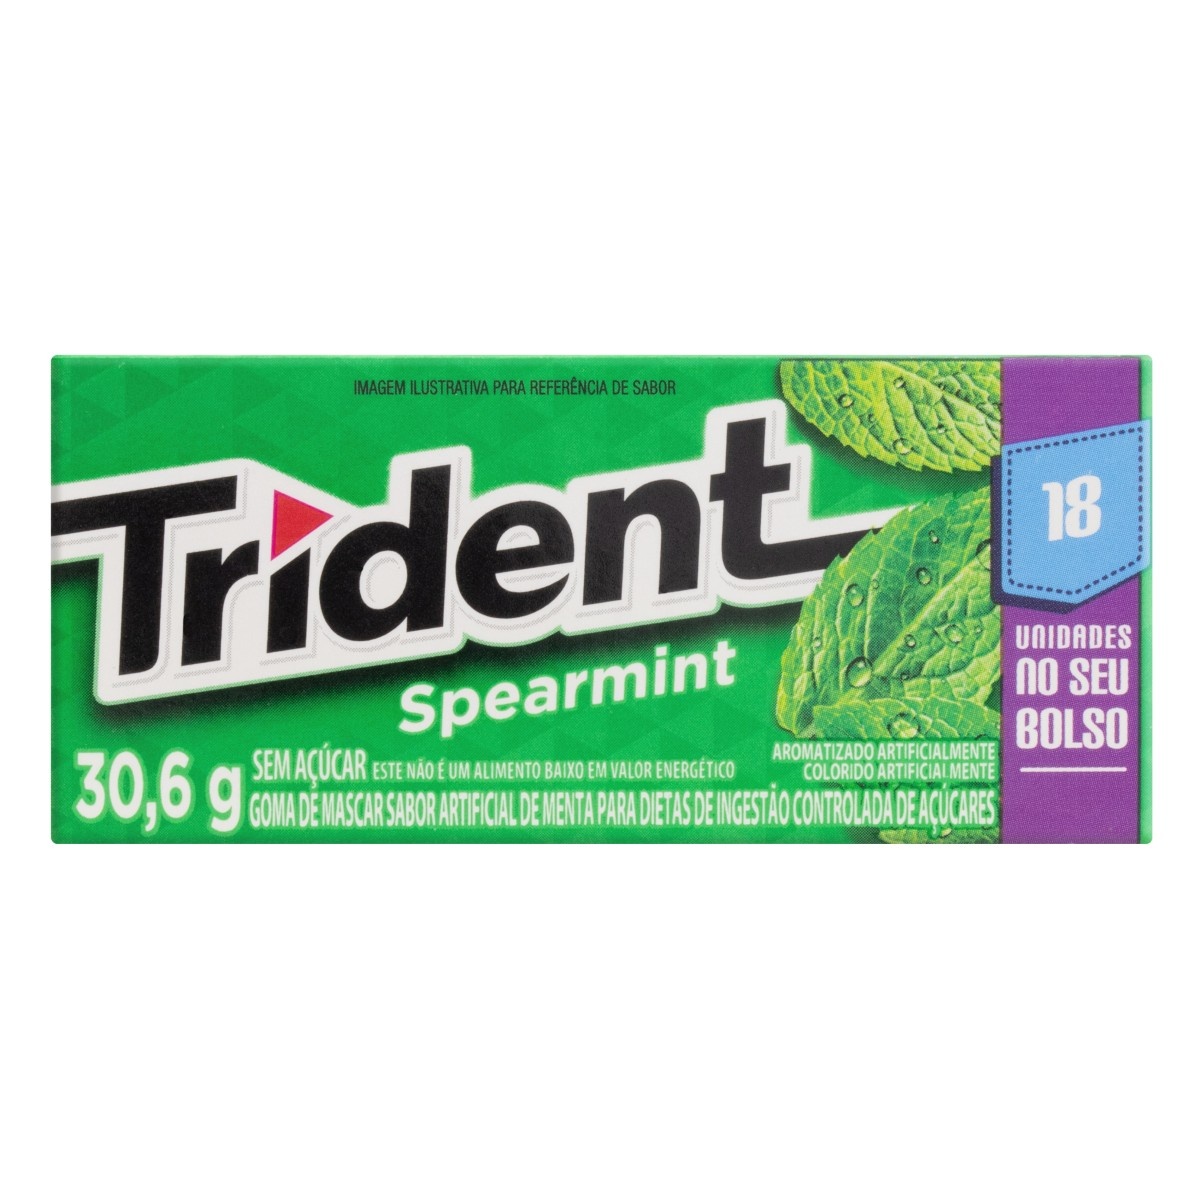 IMAGEM ILUSTRATIVA PARA REFERÊNCIA DE SABOR
Trident
Spearmint
18
UNIDADES
NO SEU
BOLSO
30,6 g
SEM AÇÚCAR ESTE NÃO É UM ALIMENTO BAIXO EM VALOR ENERGÉTICO
AROMATIZADO ARTIFICIALMENTE
COLORIDO ARTIFICIALMENTE
GOMA DE MASCAR SABOR ARTIFICIAL DE MENTA PARA DIETAS DE INGESTÃO CONTROLADA DE AÇÚCARES